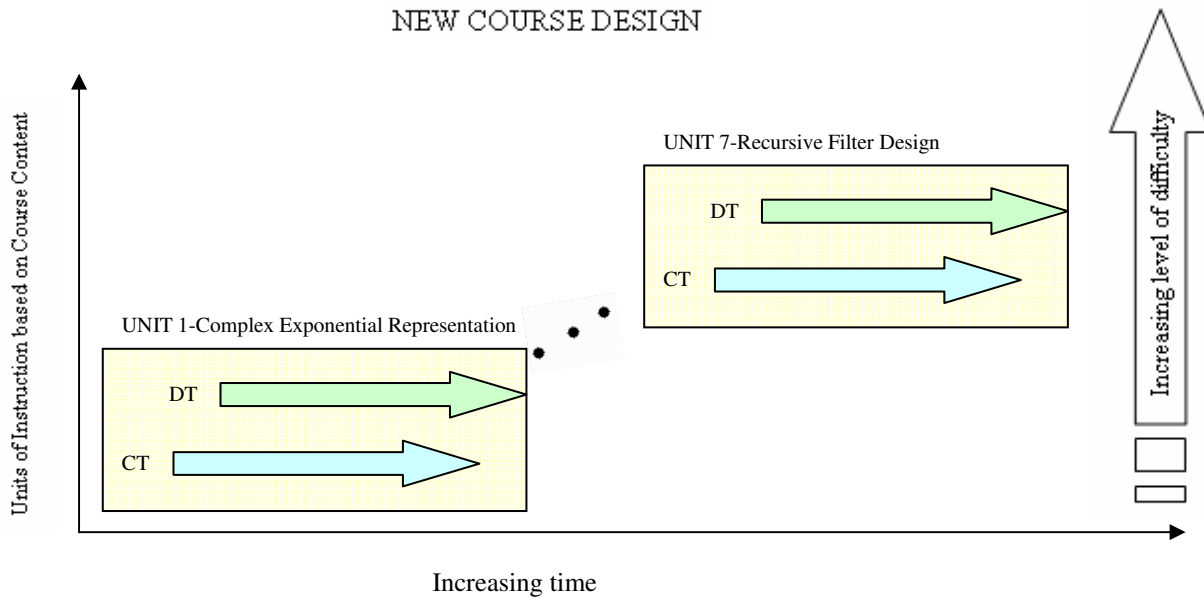 NEW COURSE DESIGN
Units of Instruction based on Course Content
UNIT 7-Recursive Filter Design
DT
CT
UNIT 1-Complex Exponential Representation
DT
CT
Increasing level of difficulty
Increasing time